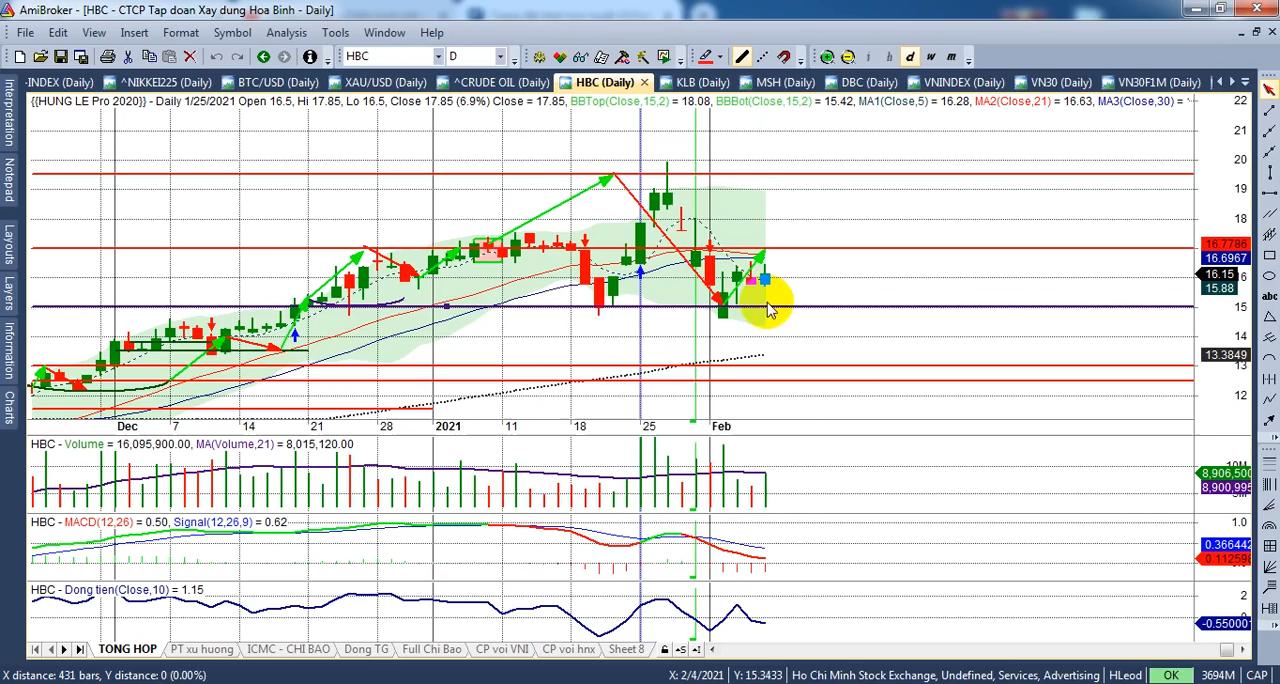 AmiBroker - [HBC - CTCP Tap doan Xay dung Hoa Binh - Daily]
File Edit View Insert Format Symbol Analysis Tools Window Help
HBC D i h d w m
-INDEX (Daily) ^NIKKEI225 (Daily) BTC/USD (Daily) XAU/USD (Daily) ^CRUDE OIL (Daily) HBC (Daily) KLB (Daily) MSH (Daily) DBC (Daily) VNINDEX (Daily) VN30 (Daily) VN30F1M (Daily)
{{HUNG LE Pro 2020}} - Daily 1/25/2021 Open 16.5, Hi 17.85, Lo 16.5, Close 17.85 (6.9%) Close = 17.85, BBTop(Close,15,2) = 18.08, BBBot(Close,15,2) = 15.42, MA1(Close,5) = 16.28, MA2(Close,21) = 16.63, MA3(Close,30) =
Interpretation
Notepad
Layouts
Layers
Information
Charts
22
21
20
19
18
17
16.7786
16.6967
16.15
16
15.88
15
14
13.3849
13
12
abc
Dec 7 14 21 28 2021 11 18 25 Feb
HBC - Volume = 16,095,900.00, MA(Volume,21) = 8,015,120.00
8,906,500
8,900,995
HBC - MACD(12,26) = 0.50, Signal(12,26,9) = 0.62
1.0
0.366442
0.112598
HBC - Dong tien(Close,10) = 1.15
2
0
-0.550001
TONG HOP PT xu huong ICMC - CHI BAO Dong TG Full Chi Bao CP voi VNI CP voi hnx Sheet 8
X distance: 431 bars, Y distance: 0 (0.00%) X: 2/4/2021 Y: 15.3433 Ho Chi Minh Stock Exchange, Undefined, Services, Advertising HLeod OK 3694M CAP